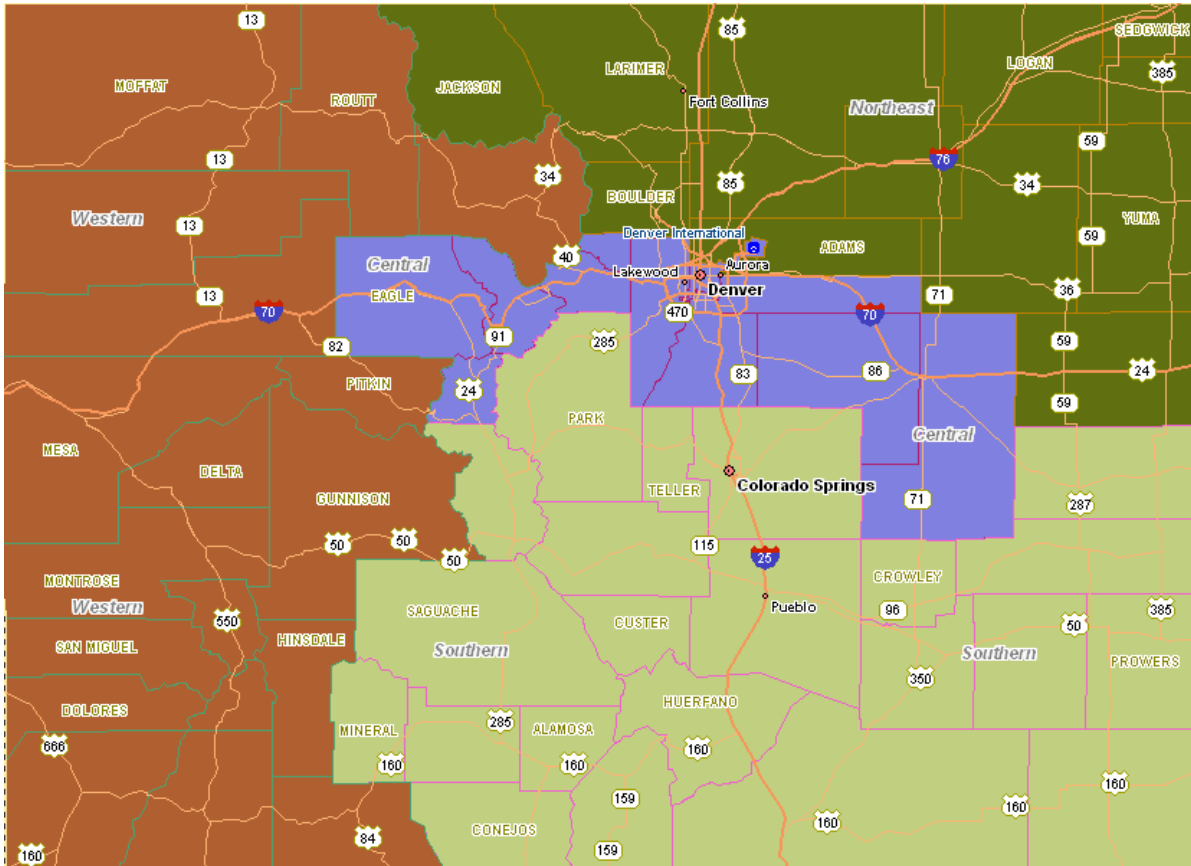 13
85
SEDGWICK
LOGAN
385
MOFFAT
LARIMER
JACKSON
ROUTT
Fort Collins
Northeast
59
13
76
34
34
85
BOULDER
Western
13
YUMA
Denver International
59
ADAMS
Central
40
Lakewood
Aurora
Denver
EAGLE
13
71
36
70
470
70
91
285
59
82
83
86
24
PITKIN
24
59
PARK
Central
MESA
DELTA
Colorado Springs
TELLER
GUNNISON
71
287
50
50
50
115
25
MONTROSE
CROWLEY
Western
SAGUACHE
Pueblo
96
385
550
CUSTER
50
SAN MIGUEL
HINSDALE
Southern
Southern
PROWERS
350
DOLORES
HUERFANO
MINERAL
285
ALAMOSA
666
160
160
160
160
159
160
160
CONEJOS
84
159
160